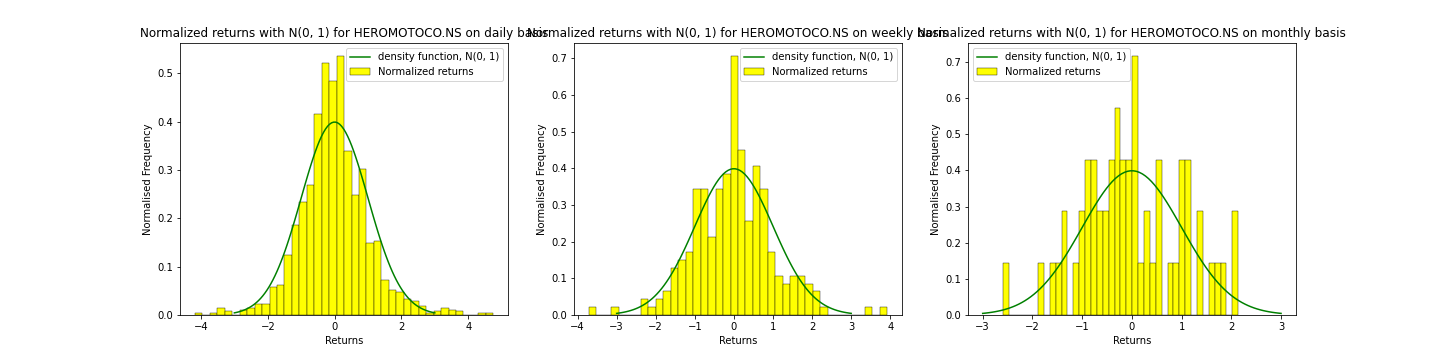 Normalized returns with N(0, 1) for HEROMOTOCO.NS on daily basis
density function, N(0, 1)
Normalized returns
Normalised Frequency
0.5
0.4
0.3
0.2
0.1
0.0
−4
−2
0
2
4
Returns
Normalized returns with N(0, 1) for HEROMOTOCO.NS on weekly basis
density function, N(0, 1)
Normalized returns
Normalised Frequency
0.7
0.6
0.5
0.4
0.3
0.2
0.1
0.0
−4
−3
−2
−1
0
1
2
3
4
Returns
Normalized returns with N(0, 1) for HEROMOTOCO.NS on monthly basis
density function, N(0, 1)
Normalized returns
Normalised Frequency
0.7
0.6
0.5
0.4
0.3
0.2
0.1
0.0
−3
−2
−1
0
1
2
3
Returns